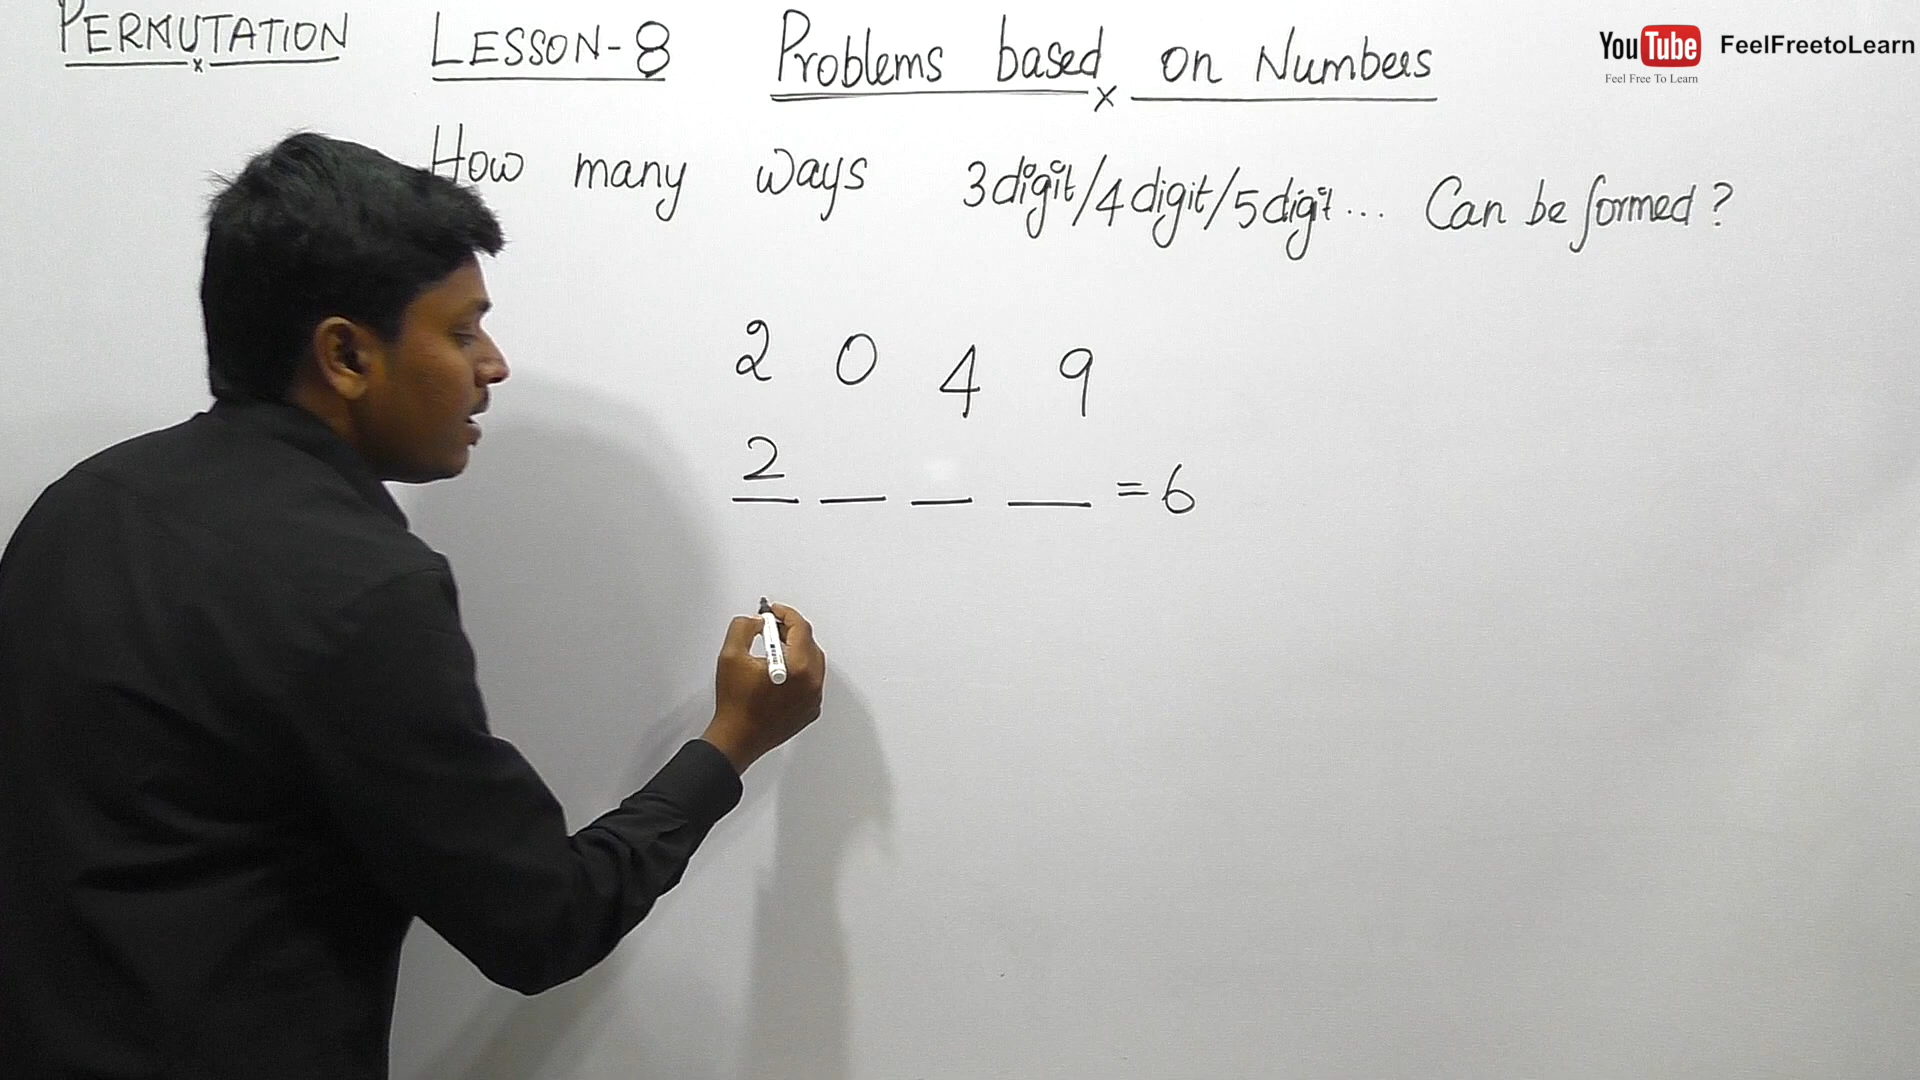 PERMUTATION LESSON-8 Problems based on Numbers
YouTube FeelFreetoLearn
Feel Free To Learn
How many ways 3digit/4digit/5digit... Can be formed?
2 0 4 9
2 _ _ _ = 6